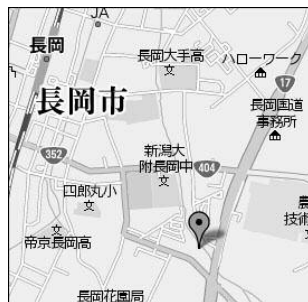 JA
長岡
長岡大手高
ハローワーク
17
長岡市
長岡国道
事務所
352
新潟大
附長岡中
404
四郎丸小
帝京長岡高
農
技術
長岡花園局